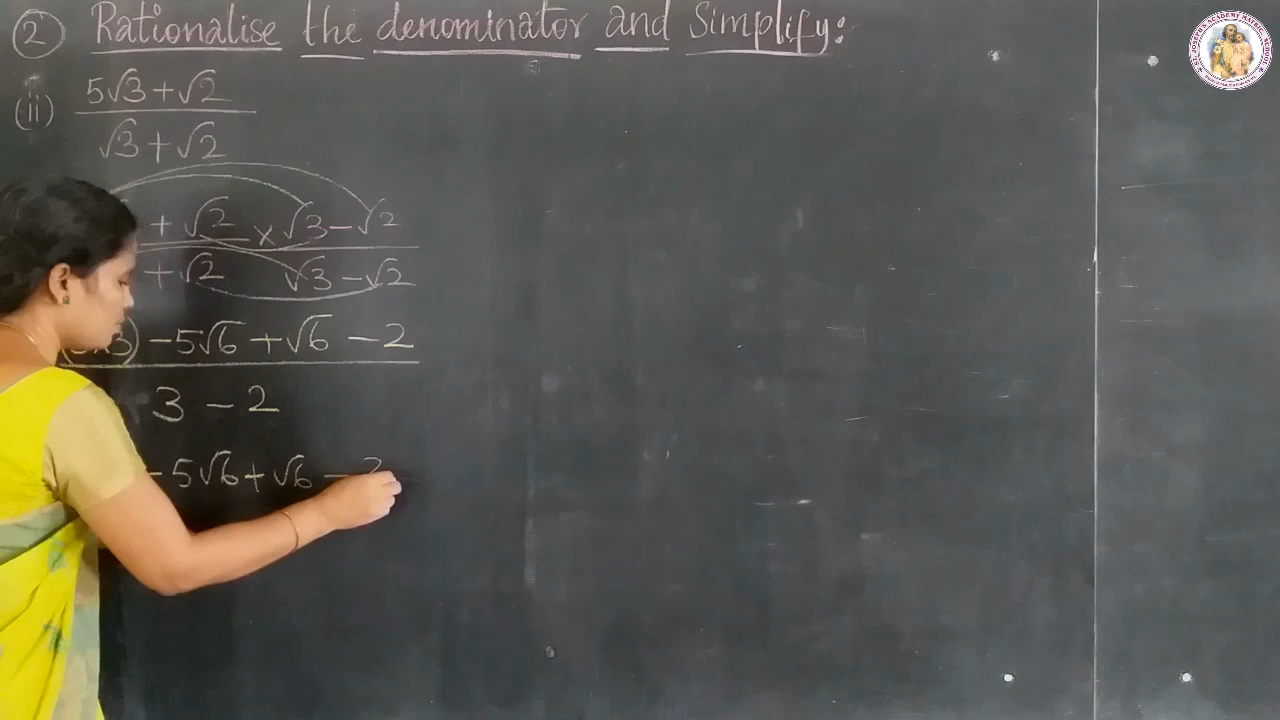 ② Rationalise the denominator and Simplify:
(ii) 5√3+√2
√3+√2
+ √2 × √3-√2
+ √2 √3-√2
3) -5√6 +√6 -2
3 - 2
-5√6+√6 -